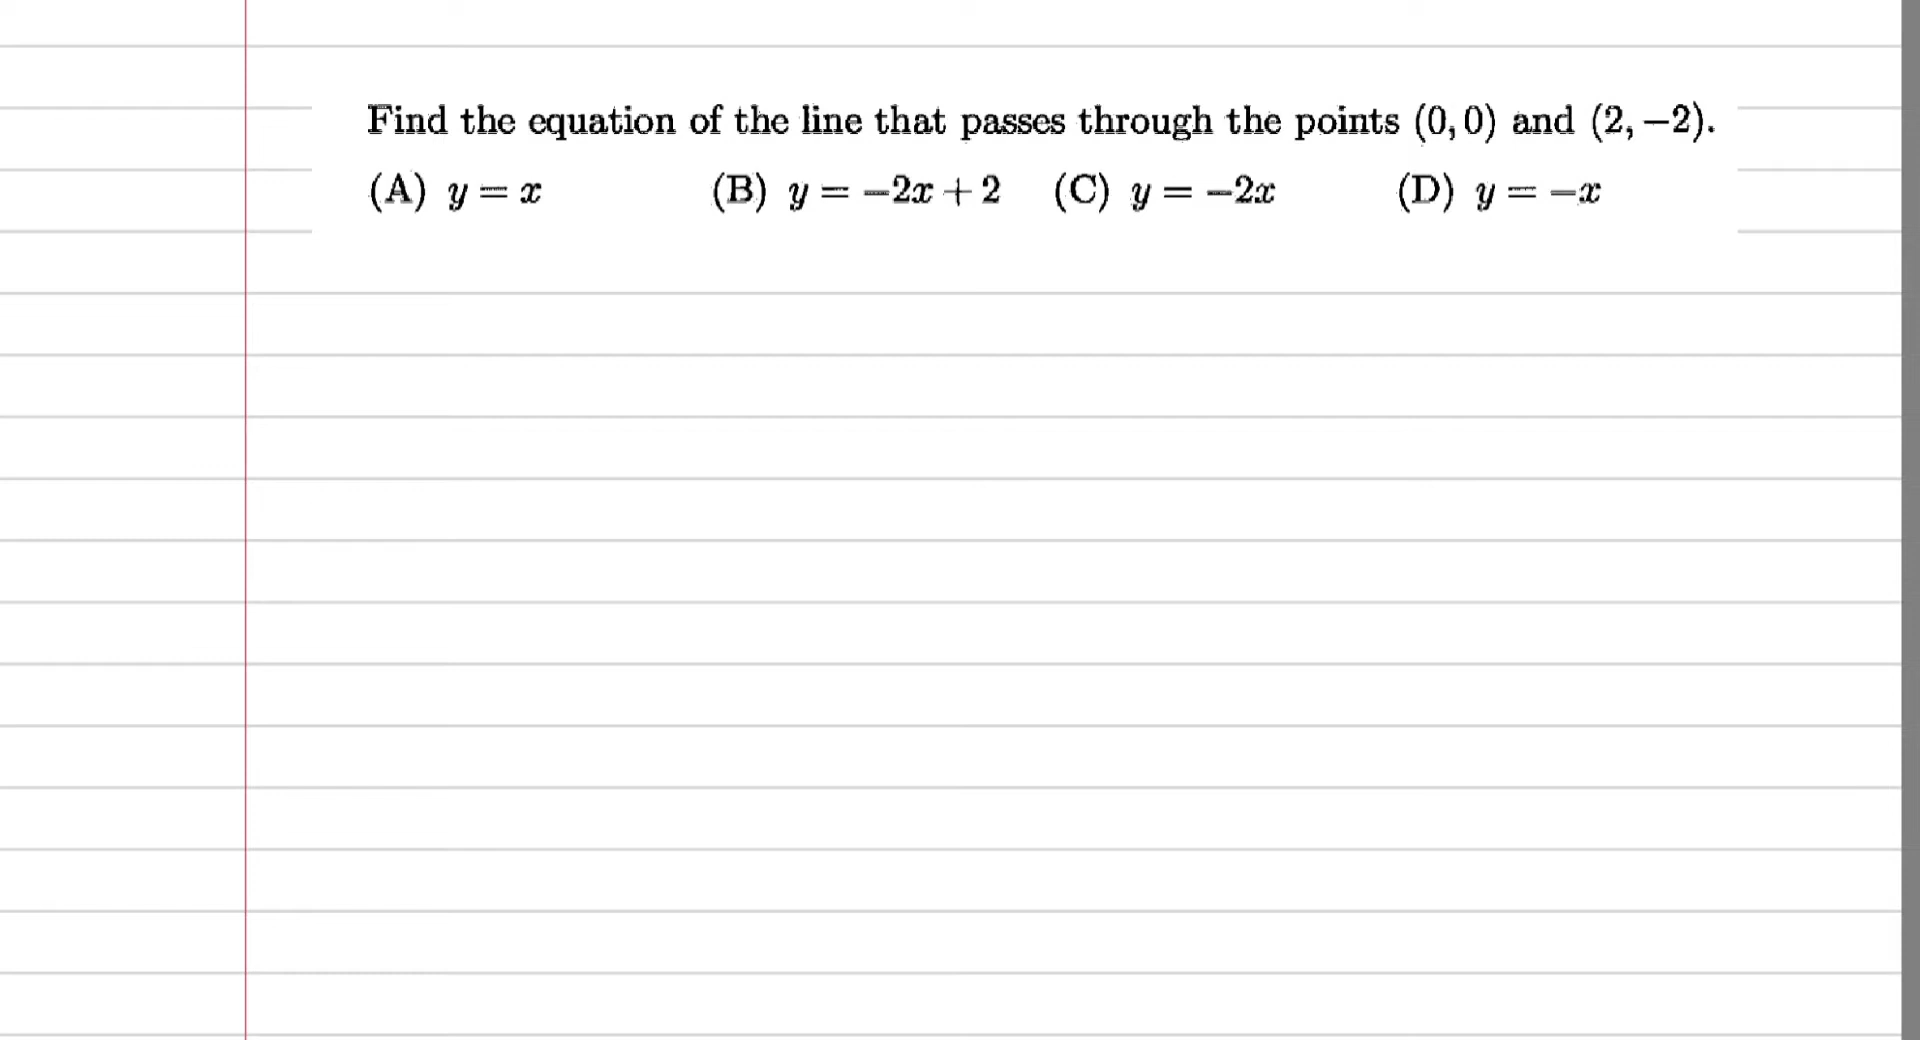 Find the equation of the line that passes through the points (0, 0) and (2, −2).
(A) y = x (B) y = −2x + 2 (C) y = −2x (D) y = −x